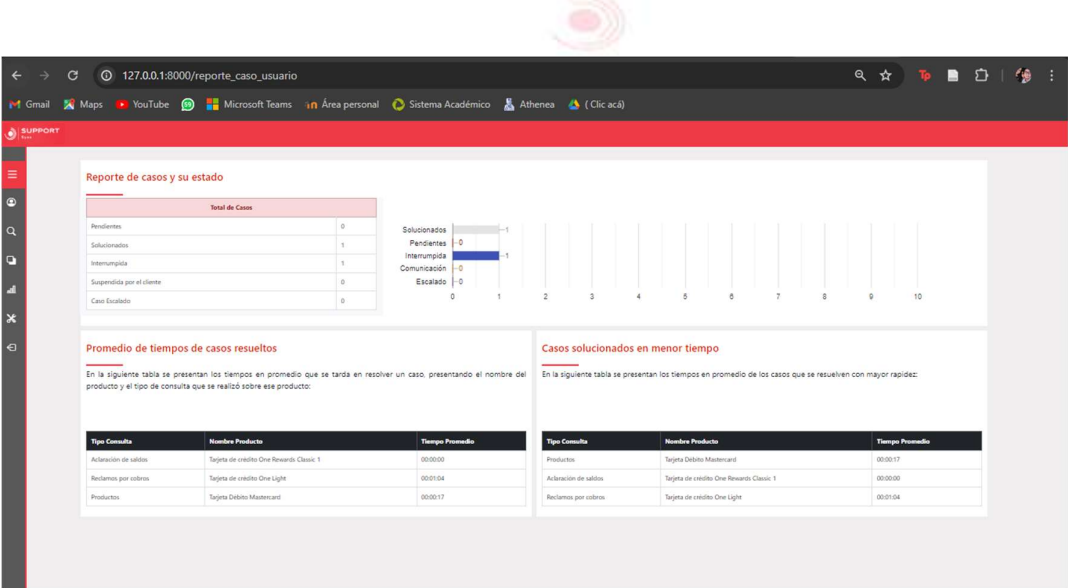 127.0.0.1:8000/reporte_caso_usuario
Gmail Maps YouTube Microsoft Teams Área personal Sistema Académico Athenea ( Clic acá)
SUPPORT
Reporte de casos y su estado
Total de Casos
Pendientes 0
Solucionados 1
Interrumpida 1
Suspendida por el cliente 0
Caso Escalado 0
Solucionados 1
Pendientes 0
Interrumpida 1
Comunicación 0
Escalado 0
0 1 2 3 4 5 6 7 8 9 10
Promedio de tiempos de casos resueltos
En la siguiente tabla se presentan los tiempos en promedio que se tarda en resolver un caso, presentando el nombre del
producto y el tipo de consulta que se realizó sobre ese producto:
Tipo Consulta Nombre Producto Tiempo Promedio
Aclaración de saldos Tarjeta de crédito One Rewards Classic 1 00:00:00
Reclamos por cobros Tarjeta de crédito One Light 00:01:04
Productos Tarjeta Débito Mastercard 00:00:17
Casos solucionados en menor tiempo
En la siguiente tabla se presentan los tiempos en promedio de los casos que se resuelven con mayor rapidez:
Tipo Consulta Nombre Producto Tiempo Promedio
Productos Tarjeta Débito Mastercard 00:00:17
Aclaración de saldos Tarjeta de crédito One Rewards Classic 1 00:00:00
Reclamos por cobros Tarjeta de crédito One Light 00:01:04